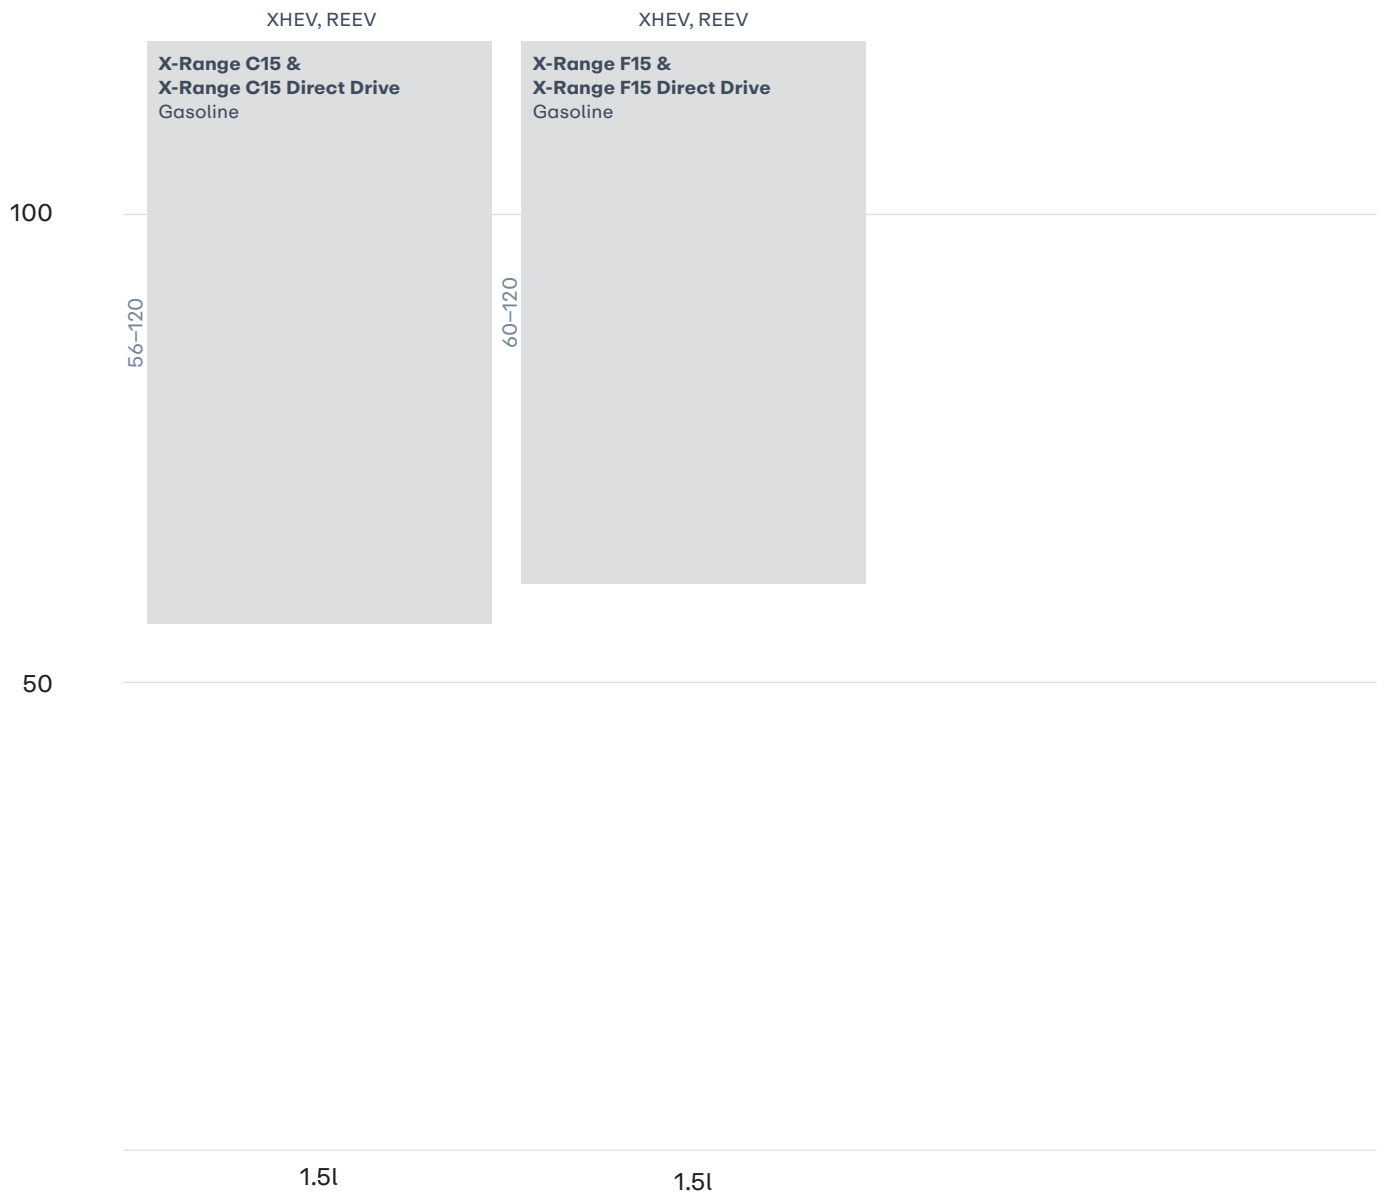 XHEV, REEV
XHEV, REEV
X-Range C15 &
X-Range C15 Direct Drive
Gasoline
X-Range F15 &
X-Range F15 Direct Drive
Gasoline
100
56–120
60–120
50
1.5l
1.5l